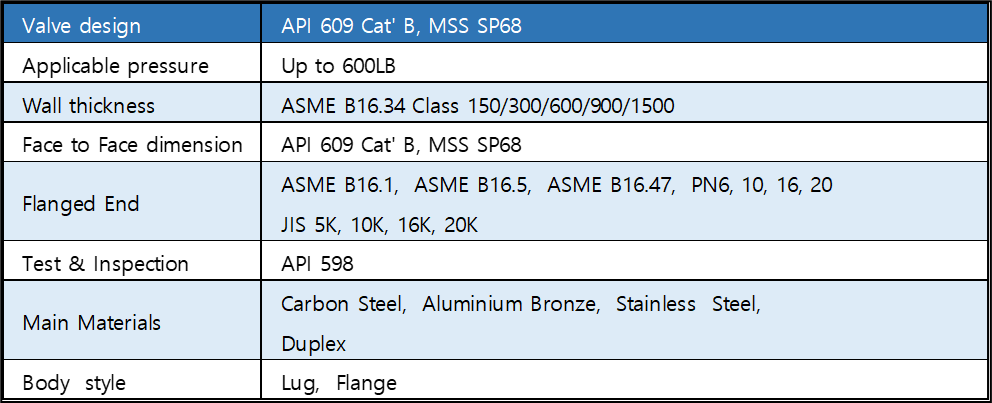 Valve design API 609 Cat' B, MSS SP68
Applicable pressure Up to 600LB
Wall thickness ASME B16.34 Class 150/300/600/900/1500
Face to Face dimension API 609 Cat' B, MSS SP68
Flanged End ASME B16.1, ASME B16.5, ASME B16.47, PN6, 10, 16, 20
JIS 5K, 10K, 16K, 20K
Test & Inspection API 598
Main Materials Carbon Steel, Aluminium Bronze, Stainless Steel,
Duplex
Body style Lug, Flange